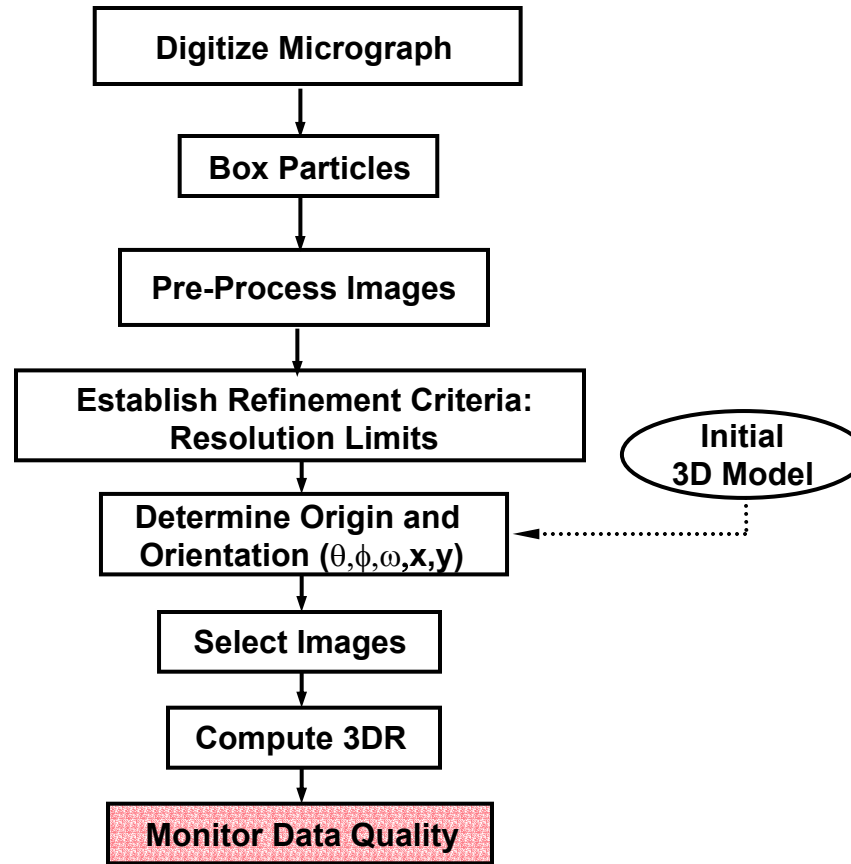 Digitize Micrograph
Box Particles
Pre-Process Images
Establish Refinement Criteria:
Resolution Limits
Initial
3D Model
Determine Origin and
Orientation (θ,ϕ,ω,x,y)
Select Images
Compute 3DR
Monitor Data Quality